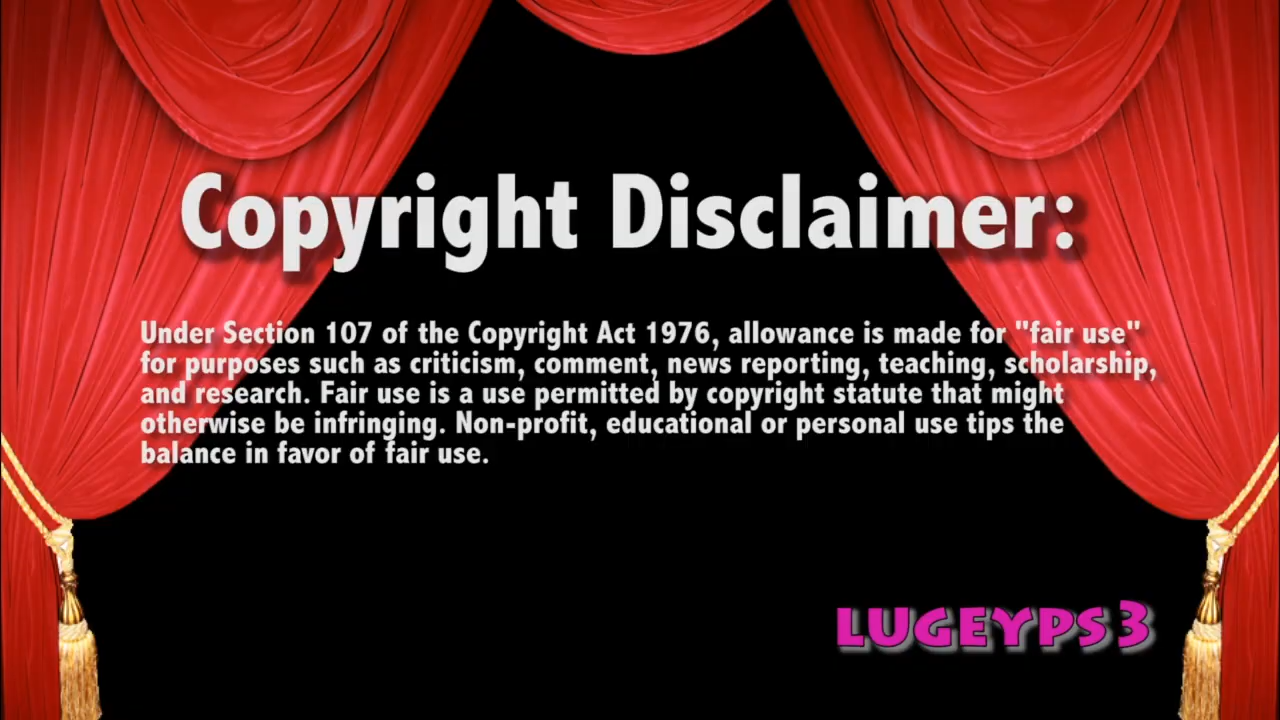 Copyright Disclaimer:
Under Section 107 of the Copyright Act 1976, allowance is made for "fair use"
for purposes such as criticism, comment, news reporting, teaching, scholarship,
and research. Fair use is a use permitted by copyright statute that might
otherwise be infringing. Non-profit, educational or personal use tips the
balance in favor of fair use.
LUGEYPS 3